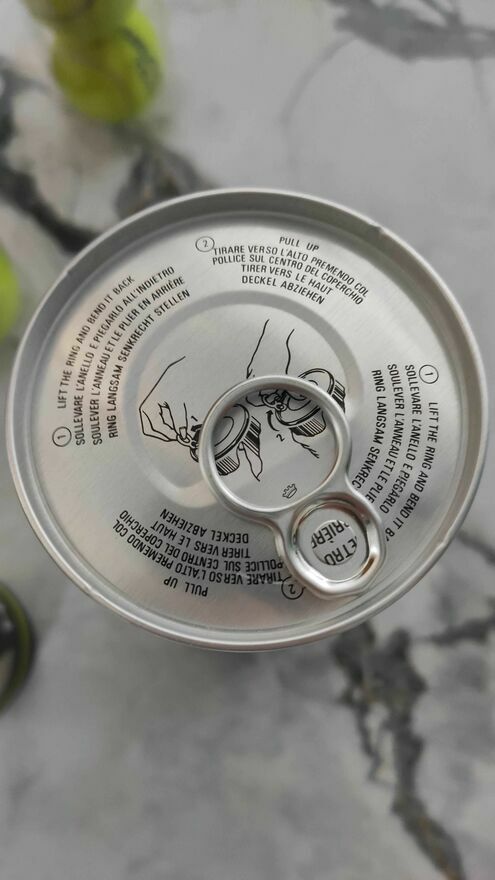 1
LIFT THE RING AND BEND IT BACK
SOLLEVARE L'ANELLO E PIEGARLO ALL'INDIETRO
SOULEVER L'ANNEAU ET LE PLIER EN ARRIÈRE
RING LANGSAM SENKRECHT STELLEN
2
PULL UP
TIRARE VERSO L'ALTO PREMENDO COL
POLLICE SUL CENTRO DEL COPERCHIO
TIRER VERS LE HAUT
DECKEL ABZIEHEN
1
LIFT THE RING AND BEND IT
SOLLEVARE L'ANELLO E PIEGARLO
SOULEVER L'ANNEAU ET LE PLIE
RING LANGSAM SENKREC
2
PULL UP
TIRARE VERSO L'ALTO PREMENDO COL
POLLICE SUL CENTRO DEL COPERCHIO
TIRER VERS LE HAUT
DECKEL ABZIEHEN